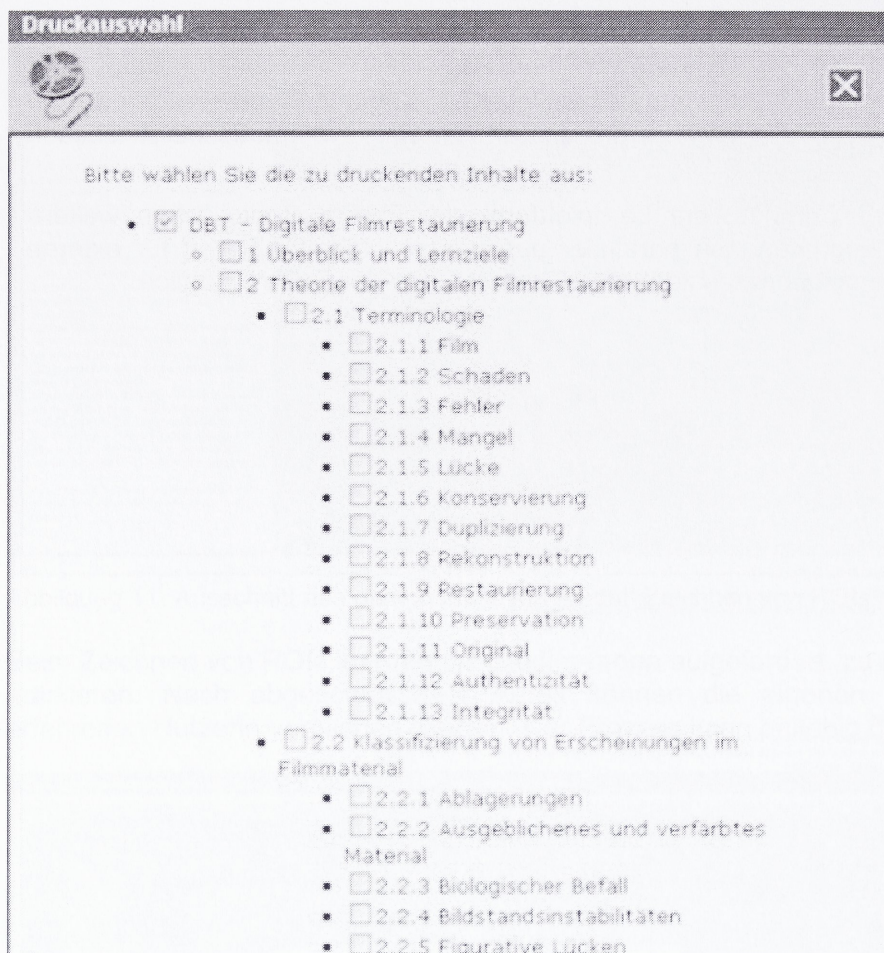 Druckauswahl
Bitte wählen Sie die zu druckenden Inhalte aus:
DBT - Digitale Filmrestaurierung
1 Überblick und Lernziele
2 Theorie der digitalen Filmrestaurierung
2.1 Terminologie
2.1.1 Film
2.1.2 Schaden
2.1.3 Fehler
2.1.4 Mangel
2.1.5 Lücke
2.1.6 Konservierung
2.1.7 Duplizierung
2.1.8 Rekonstruktion
2.1.9 Restaurierung
2.1.10 Preservation
2.1.11 Original
2.1.12 Authentizität
2.1.13 Integrität
2.2 Klassifizierung von Erscheinungen im
Filmmaterial
2.2.1 Ablagerungen
2.2.2 Ausgeblichenes und verfärbtes
Material
2.2.3 Biologischer Befall
2.2.4 Bildstandsinstabilitäten
2.2.5 Figurative Lücken